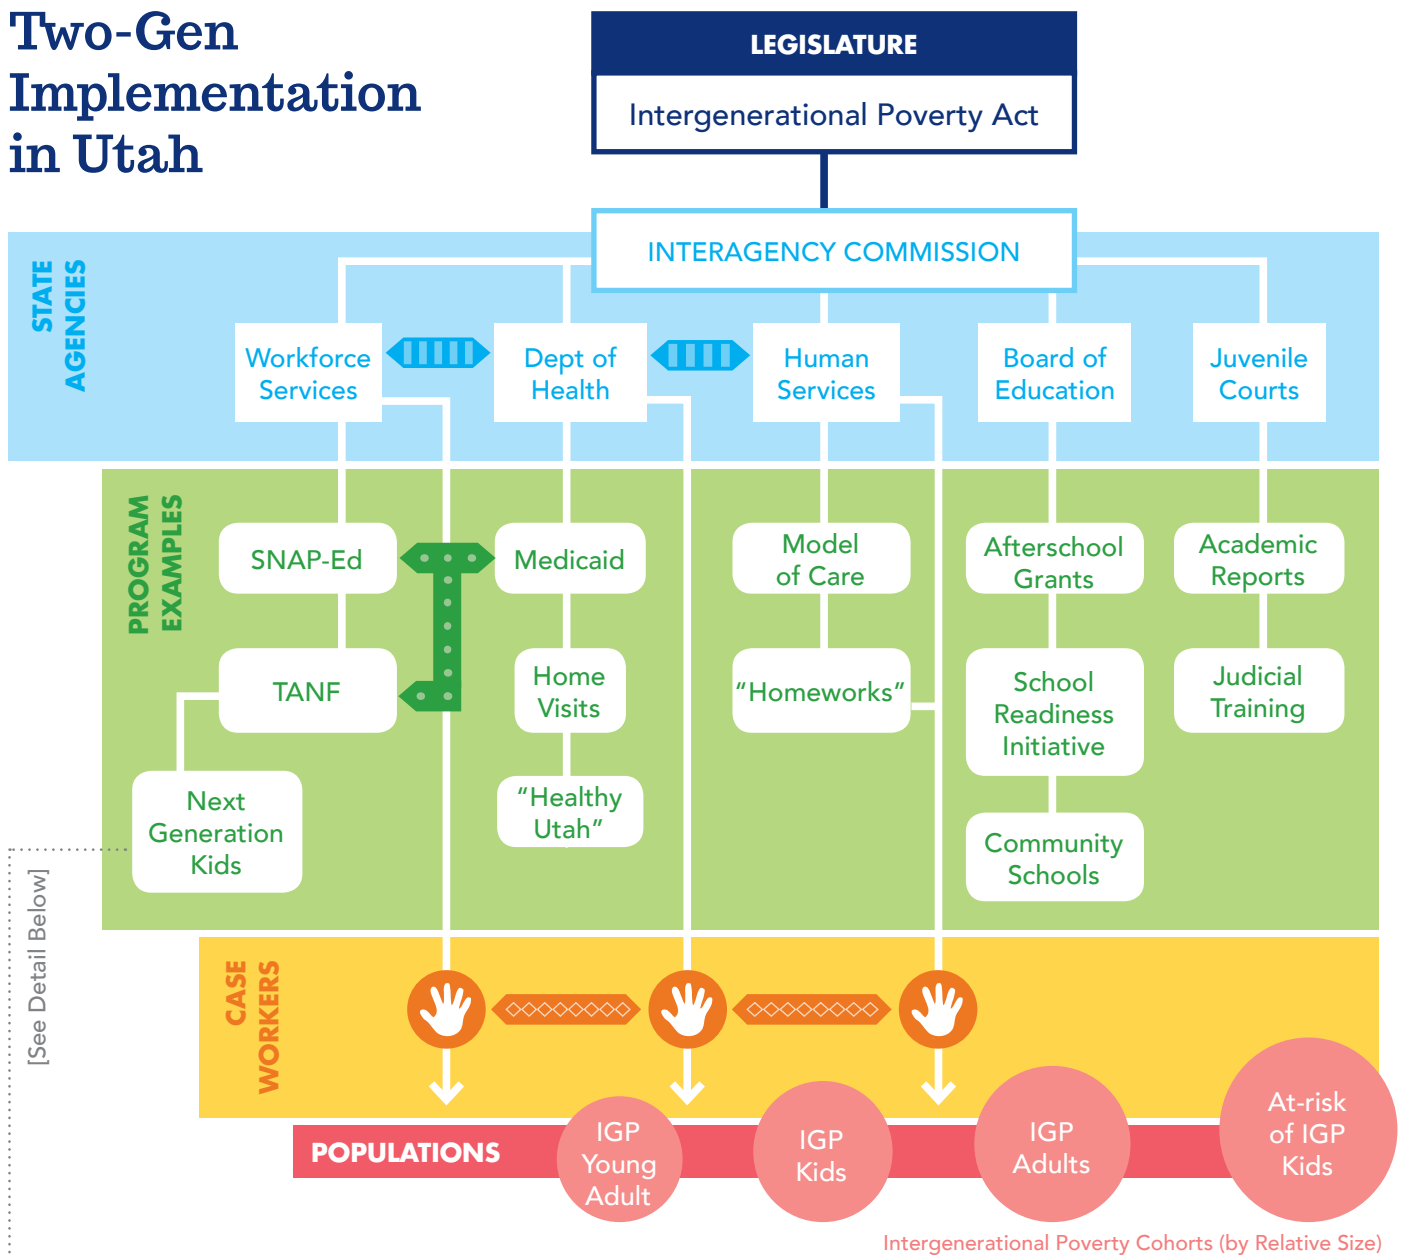 Two-Gen
Implementation
in Utah
LEGISLATURE
Intergenerational Poverty Act
INTERAGENCY COMMISSION
STATE
AGENCIES
Workforce
Services
Dept of
Health
Human
Services
Board of
Education
Juvenile
Courts
PROGRAM
EXAMPLES
SNAP-Ed
Medicaid
Model
of Care
Afterschool
Grants
Academic
Reports
TANF
Home
Visits
“Homeworks”
School
Readiness
Initiative
Judicial
Training
Next
Generation
Kids
“Healthy
Utah”
Community
Schools
[See Detail Below]
CASE
WORKERS
POPULATIONS
IGP
Young
Adult
IGP
Kids
IGP
Adults
At-risk
of IGP
Kids
Intergenerational Poverty Cohorts (by Relative Size)